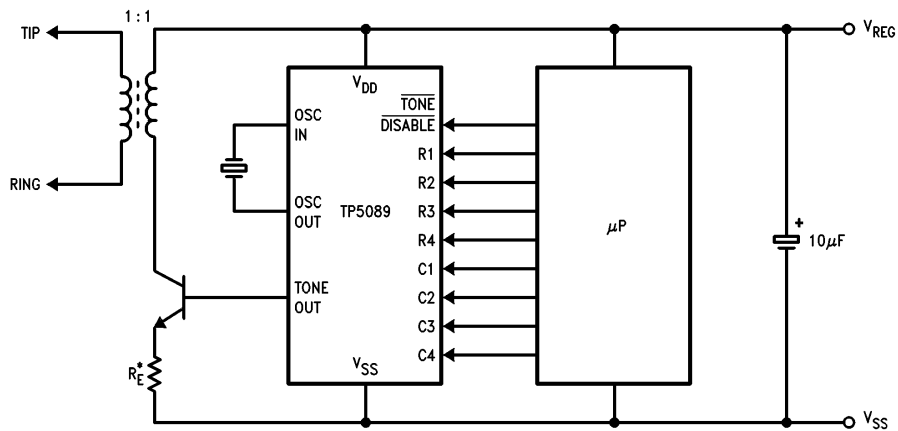 1:1
TIP
RING
V_REG
V_DD
TONE
DISABLE
OSC
IN
OSC
OUT
TP5089
TONE
OUT
V_SS
R1
R2
R3
R4
C1
C2
C3
C4
μP
+
10μF
R_E*
V_SS